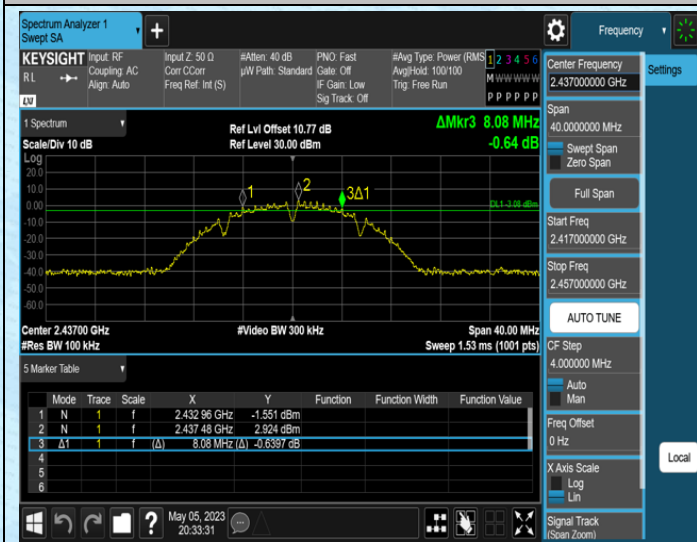 Spectrum Analyzer 1
Swept SA
+
Frequency
KEYSIGHT
RL
Input: RF
Coupling: AC
Align: Auto
Input Z: 50 Ω
Corr CCorr
Freq Ref: Int (S)
#Atten: 40 dB
µW Path: Standard
PNO: Fast
Gate: Off
IF Gain: Low
Sig Track: Off
#Avg Type: Power (RMS
Avg|Hold: 100/100
Trig: Free Run
1 2 3 4 5 6
M W W W W W
P P P P P P
LXI
Center Frequency
2.437000000 GHz
Settings
Span
40.0000000 MHz
Swept Span
Zero Span
Full Span
Start Freq
2.417000000 GHz
Stop Freq
2.457000000 GHz
AUTO TUNE
CF Step
4.000000 MHz
Auto
Man
Freq Offset
0 Hz
X Axis Scale
Log
Lin
Local
Signal Track
(Span Zoom)
1 Spectrum
Scale/Div 10 dB
Ref Lvl Offset 10.77 dB
Ref Level 30.00 dBm
ΔMkr3 8.08 MHz
-0.64 dB
Log
20.0
10.0
0.00
-10.0
-20.0
-30.0
-40.0
-50.0
-60.0
1
2
3Δ1
DL1 -3.08 dBm
Center 2.43700 GHz
#Res BW 100 kHz
#Video BW 300 kHz
Span 40.00 MHz
Sweep 1.53 ms (1001 pts)
5 Marker Table
Mode Trace Scale X Y Function Function Width Function Value
1 N 1 f 2.432 96 GHz -1.551 dBm
2 N 1 f 2.437 48 GHz 2.924 dBm
3 Δ1 1 f (Δ) 8.08 MHz (Δ) -0.6397 dB
4
5
6
?
May 05, 2023
20:33:31